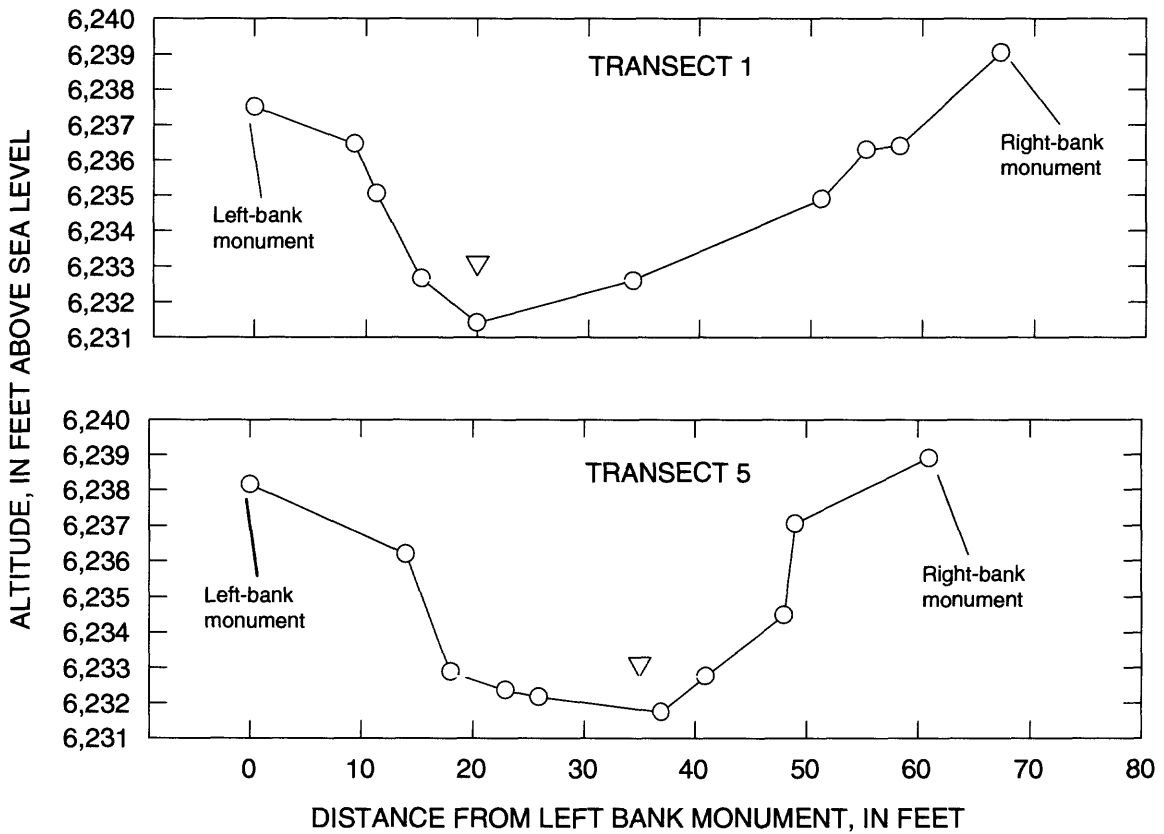 ALTITUDE, IN FEET ABOVE SEA LEVEL
6,240
6,239
6,238
6,237
6,236
6,235
6,234
6,233
6,232
6,231
TRANSECT 1
Left-bank
monument
Right-bank
monument
6,240
6,239
6,238
6,237
6,236
6,235
6,234
6,233
6,232
6,231
TRANSECT 5
Left-bank
monument
Right-bank
monument
0 10 20 30 40 50 60 70 80
DISTANCE FROM LEFT BANK MONUMENT, IN FEET